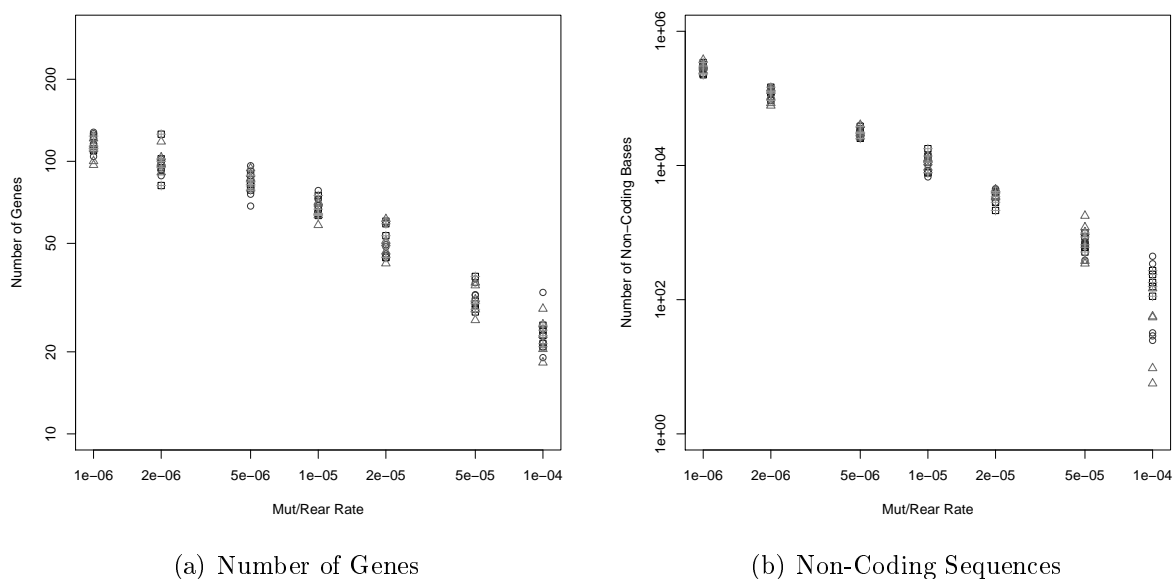 Number of Genes
200
100
50
20
10
1e−06 2e−06 5e−06 1e−05 2e−05 5e−05 1e−04
Mut/Rear Rate
(a) Number of Genes
Number of Non−Coding Bases
1e+06
1e+04
1e+02
1e+00
1e−06 2e−06 5e−06 1e−05 2e−05 5e−05 1e−04
Mut/Rear Rate
(b) Non-Coding Sequences